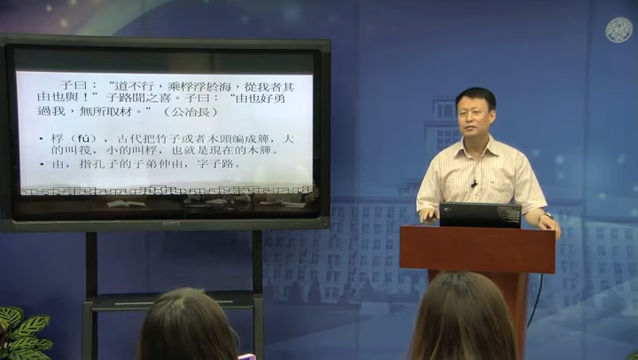 子曰：“道不行，乘桴浮於海，從我者其
由也與！”子路聞之喜。子曰：“由也好勇
過我，無所取材。”（公冶長）
• 桴（fú），古代把竹子或者木頭編成簰，大
的叫筏，小的叫桴，也就是現在的木簰。
• 由，指孔子的子弟仲由，字子路。